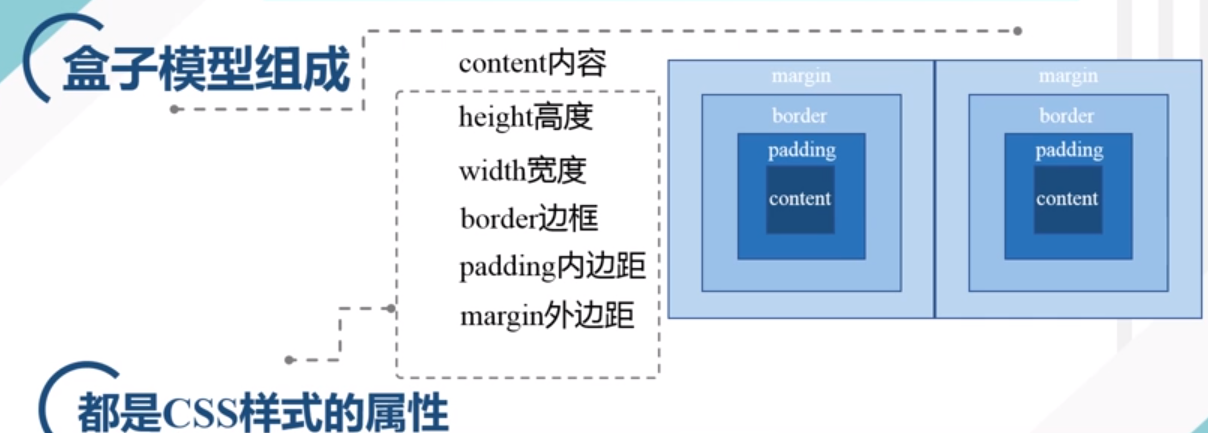 盒子模型组成
content内容
height高度
width宽度
border边框
padding内边距
margin外边距
margin
border
padding
content
margin
border
padding
content
都是CSS样式的属性